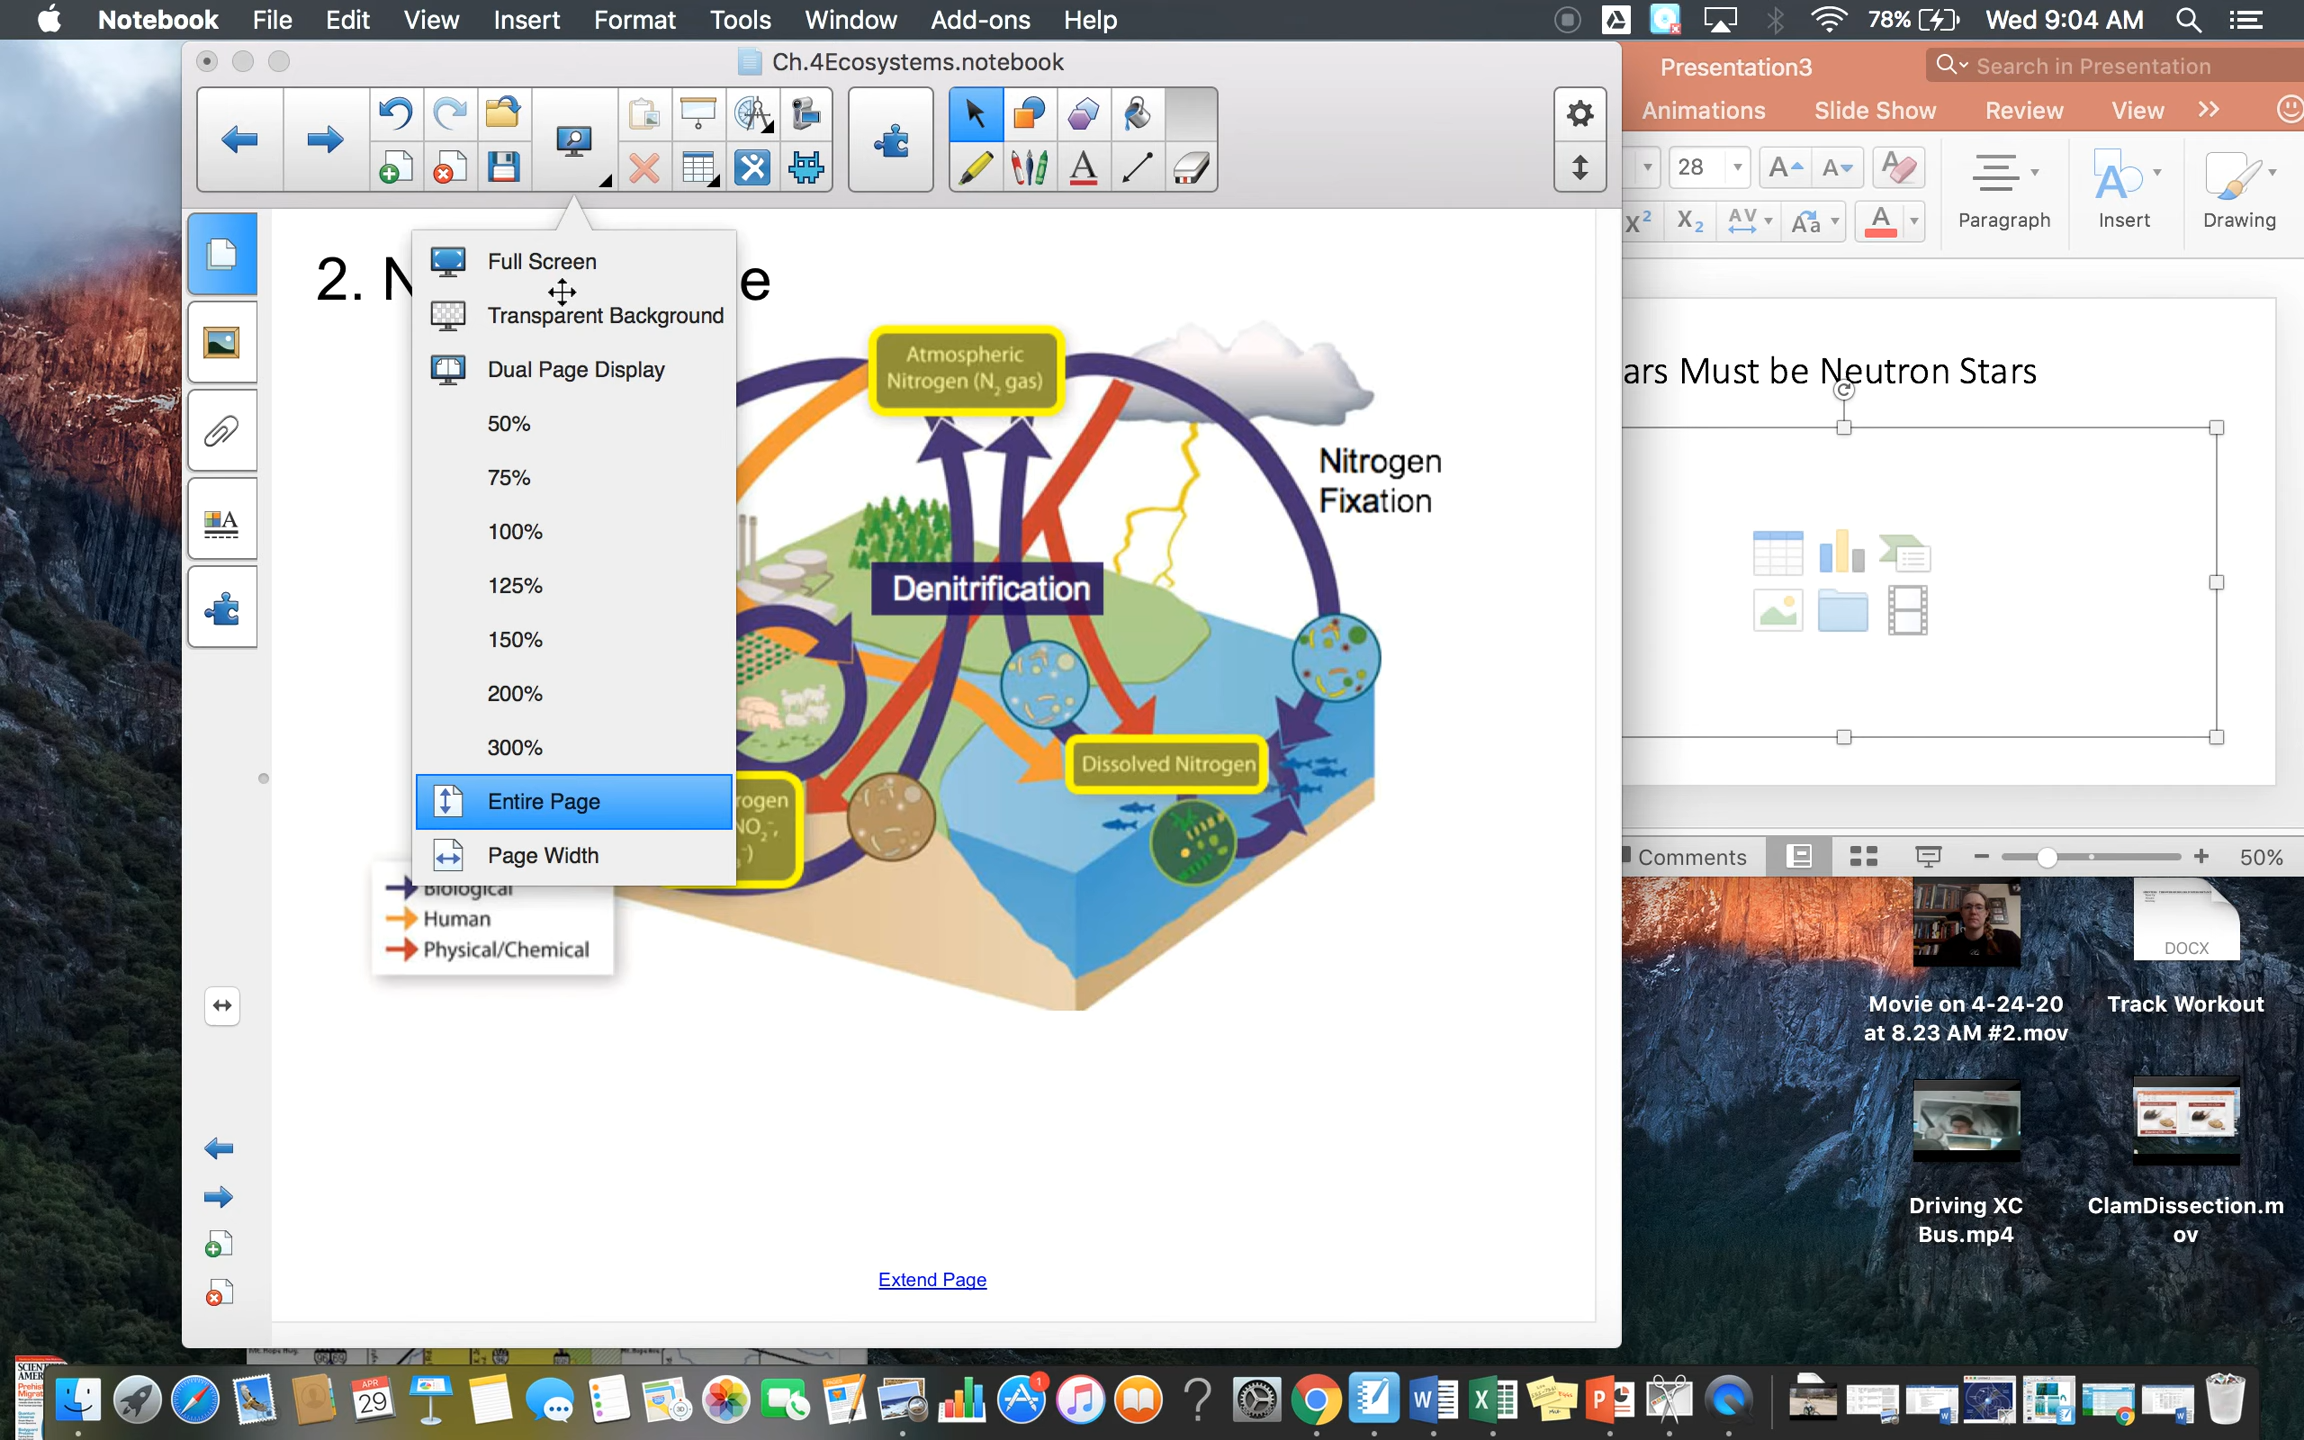 Notebook File Edit View Insert Format Tools Window Add-ons Help 78% Wed 9:04 AM
Ch.4Ecosystems.notebook
Presentation3
Search in Presentation
Animations Slide Show Review View
28
Paragraph Insert Drawing
Full Screen
Transparent Background
Dual Page Display
50%
75%
100%
125%
150%
200%
300%
Entire Page
Page Width
2. N e
Atmospheric
Nitrogen (N₂ gas)
Nitrogen
Fixation
Denitrification
Dissolved Nitrogen
rogen
NO₂⁻,
Biological
Human
Physical/Chemical
Extend Page
ars Must be Neutron Stars
Comments
50%
DOCX
Movie on 4-24-20
at 8.23 AM #2.mov
Track Workout
Driving XC
Bus.mp4
ClamDissection.m
ov
APR
29
1